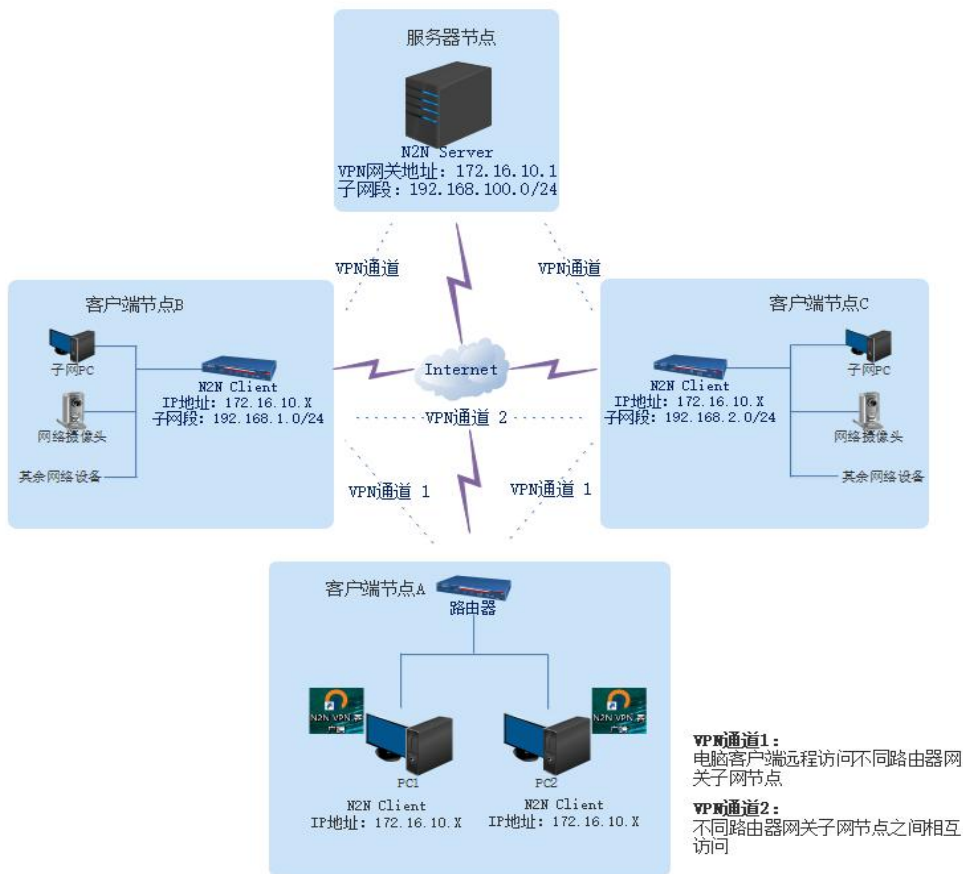 服务器节点
N2N Server
VPN网关地址：172.16.10.1
子网段：192.168.100.0/24
VPN通道
VPN通道
客户端节点B
子网PC
网络摄像头
其余网络设备
N2N Client
IP地址：172.16.10.X
子网段：192.168.1.0/24
Internet
VPN通道 2
客户端节点C
N2N Client
IP地址：172.16.10.X
子网段：192.168.2.0/24
子网PC
网络摄像头
其余网络设备
VPN通道 1
VPN通道 1
客户端节点A
路由器
N2N VPN 客
户端
PC1
N2N Client
IP地址：172.16.10.X
N2N VPN 客
户端
PC2
N2N Client
IP地址：172.16.10.X
VPN通道1：
电脑客户端远程访问不同路由器网
关子网节点
VPN通道2：
不同路由器网关子网节点之间相互
访问